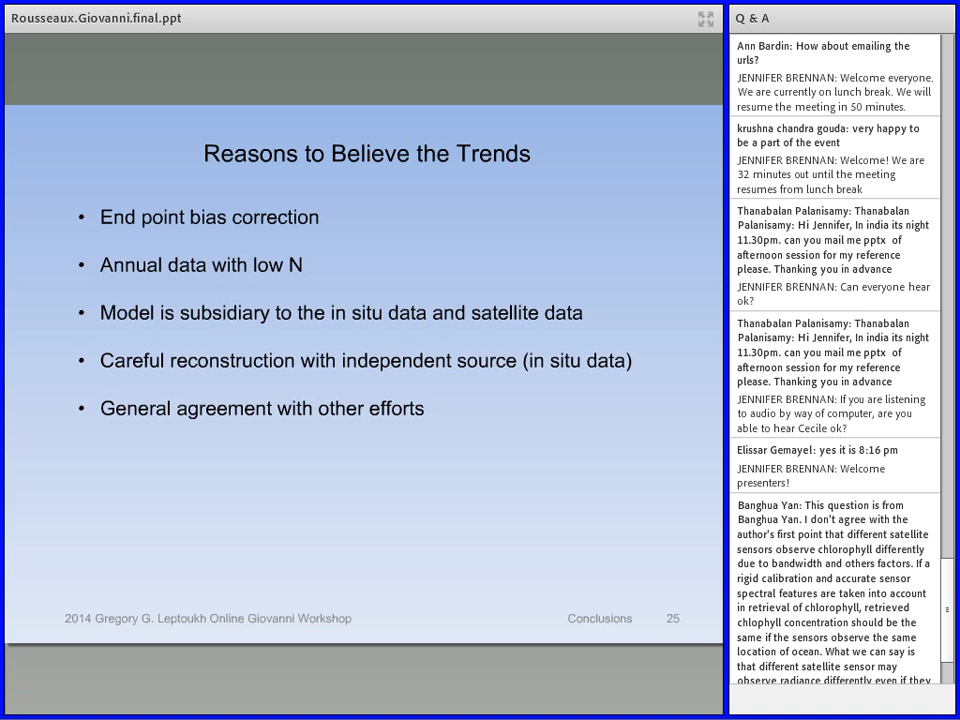 Rousseaux.Giovanni.final.ppt
Reasons to Believe the Trends
• End point bias correction
• Annual data with low N
• Model is subsidiary to the in situ data and satellite data
• Careful reconstruction with independent source (in situ data)
• General agreement with other efforts
2014 Gregory G. Leptoukh Online Giovanni Workshop
Conclusions
25
Q & A
Ann Bardin: How about emailing the
urls?
JENNIFER BRENNAN: Welcome everyone.
We are currently on lunch break. We will
resume the meeting in 50 minutes.
krushna chandra gouda: very happy to
be a part of the event
JENNIFER BRENNAN: Welcome! We are
32 minutes out until the meeting
resumes from lunch break
Thanabalan Palanisamy: Thanabalan
Palanisamy: Hi Jennifer, In india its night
11.30pm. can you mail me pptx of
afternoon session for my reference
please. Thanking you in advance
JENNIFER BRENNAN: Can everyone hear
ok?
Thanabalan Palanisamy: Thanabalan
Palanisamy: Hi Jennifer, In india its night
11.30pm. can you mail me pptx of
afternoon session for my reference
please. Thanking you in advance
JENNIFER BRENNAN: If you are listening
to audio by way of computer, are you
able to hear Cecile ok?
Elissar Gemayel: yes it is 8:16 pm
JENNIFER BRENNAN: Welcome
presenters!
Banghua Yan: This question is from
Banghua Yan. I don't agree with the
author's first point that different satellite
sensors observe chlorophyll differently
due to bandwidth and others factors. If a
rigid calibration and accurate sensor
spectral features are taken into account
in retrieval of chlorophyll, retrieved
chlophyll concentration should be the
same if the sensors observe the same
location of ocean. What we can say is
that different satellite sensor may
observe radiance differently even if they